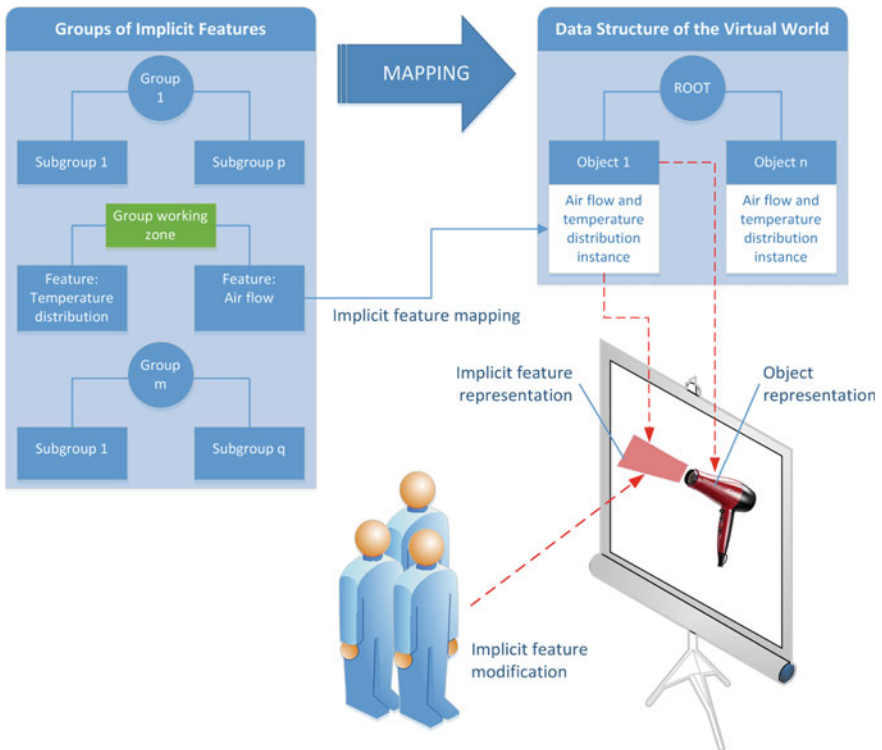 Groups of Implicit Features
Group
1
Subgroup 1
Subgroup p
Group working
zone
Feature:
Temperature
distribution
Feature:
Air flow
Group
m
Subgroup 1
Subgroup q
MAPPING
Implicit feature mapping
Data Structure of the Virtual World
ROOT
Object 1
Air flow and
temperature
distribution
instance
Object n
Air flow and
temperature
distribution
instance
Implicit feature
representation
Object
representation
Implicit feature
modification